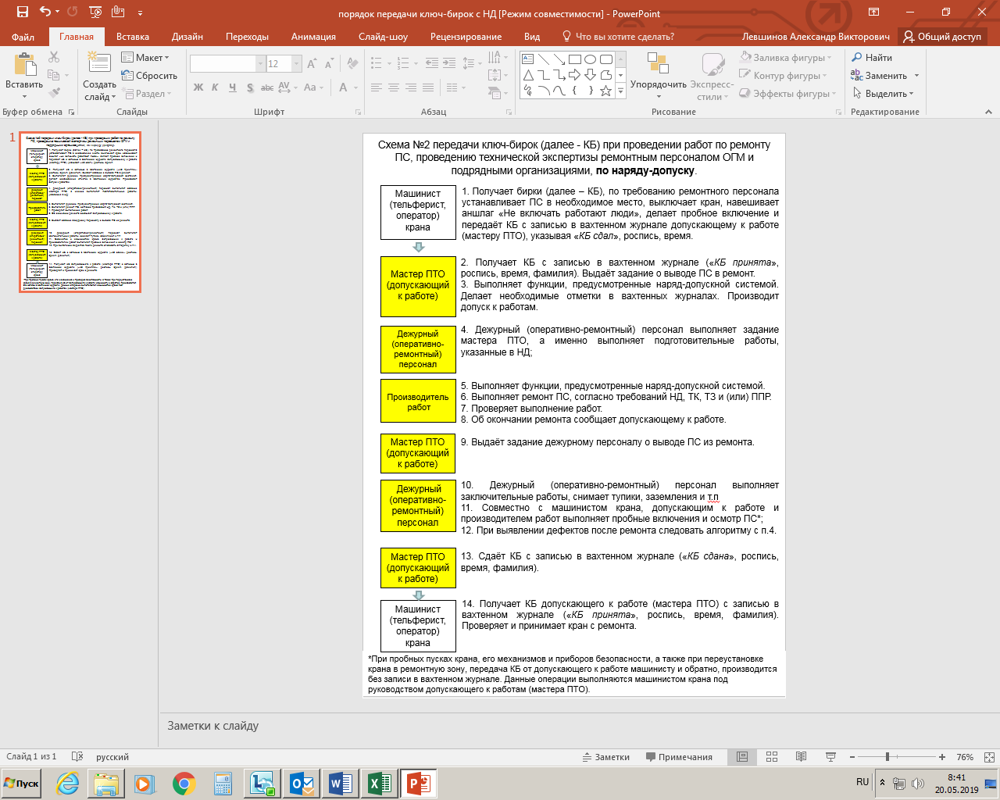 порядок передачи ключ-бирок с НД [Режим совместимости] - PowerPoint
Файл
Главная
Вставка
Дизайн
Переходы
Анимация
Слайд-шоу
Рецензирование
Вид
Что вы хотите сделать?
Левшинов Александр Викторович
Общий доступ
Вставить
Создать слайд
Макет
Сбросить
Раздел
12
Ж К Ч S abc AV Aa А
Упорядочить
Экспресс-стили
Заливка фигуры
Контур фигуры
Эффекты фигуры
Найти
Заменить
Выделить
Буфер обмена
Слайды
Шрифт
Абзац
Рисование
Редактирование
1
Схема №2 передачи ключ-бирок (далее - КБ) при проведении работ по ремонту
ПС, проведению технической экспертизы ремонтным персоналом ОГМ и
подрядными организациями, по наряду-допуску.
Машинист
(тельферист,
оператор)
крана
1. Получает бирки (далее – КБ), по требованию ремонтного персонала
устанавливает ПС в необходимое место, выключает кран, навешивает
аншлаг «Не включать работают люди», делает пробное включение и
передаёт КБ с записью в вахтенном журнале допускающему к работе
(мастеру ПТО), указывая «КБ сдал», роспись, время.
Мастер ПТО
(допускающий
к работе)
2. Получает КБ с записью в вахтенном журнале («КБ принята»,
роспись, время, фамилия). Выдаёт задание о выводе ПС в ремонт.
3. Выполняет функции, предусмотренные наряд-допускной системой.
Делает необходимые отметки в вахтенных журналах. Производит
допуск к работам.
Дежурный
(оперативно-
ремонтный)
персонал
4. Дежурный (оперативно-ремонтный) персонал выполняет задание
мастера ПТО, а именно выполняет подготовительные работы,
указанные в НД;
Производитель
работ
5. Выполняет функции, предусмотренные наряд-допускной системой.
6. Выполняет ремонт ПС, согласно требований НД, ТК, ТЗ и (или) ППР.
7. Проверяет выполнение работ.
8. Об окончании ремонта сообщает допускающему к работе.
Мастер ПТО
(допускающий
к работе)
9. Выдаёт задание дежурному персоналу о выводе ПС из ремонта.
Дежурный
(оперативно-
ремонтный)
персонал
10. Дежурный (оперативно-ремонтный) персонал выполняет
заключительные работы, снимает тупики, заземления и т.п
11. Совместно с машинистом крана, допускающим к работе и
производителем работ выполняет пробные включения и осмотр ПС*;
12. При выявлении дефектов после ремонта следовать алгоритму с п.4.
Мастер ПТО
(допускающий
к работе)
13. Сдаёт КБ с записью в вахтенном журнале («КБ сдана», роспись,
время, фамилия).
Машинист
(тельферист,
оператор)
крана
14. Получает КБ допускающего к работе (мастера ПТО) с записью в
вахтенном журнале («КБ принята», роспись, время, фамилия).
Проверяет и принимает кран с ремонта.
*При пробных пусках крана, его механизмов и приборов безопасности, а также при переустановке
крана в ремонтную зону, передача КБ от допускающего к работе машинисту и обратно, производится
без записи в вахтенном журнале. Данные операции выполняются машинистом крана под
руководством допускающего к работам (мастера ПТО).
Заметки к слайду
Слайд 1 из 1
русский
Заметки
Примечания
76%
Пуск
RU
8:41
20.05.2019